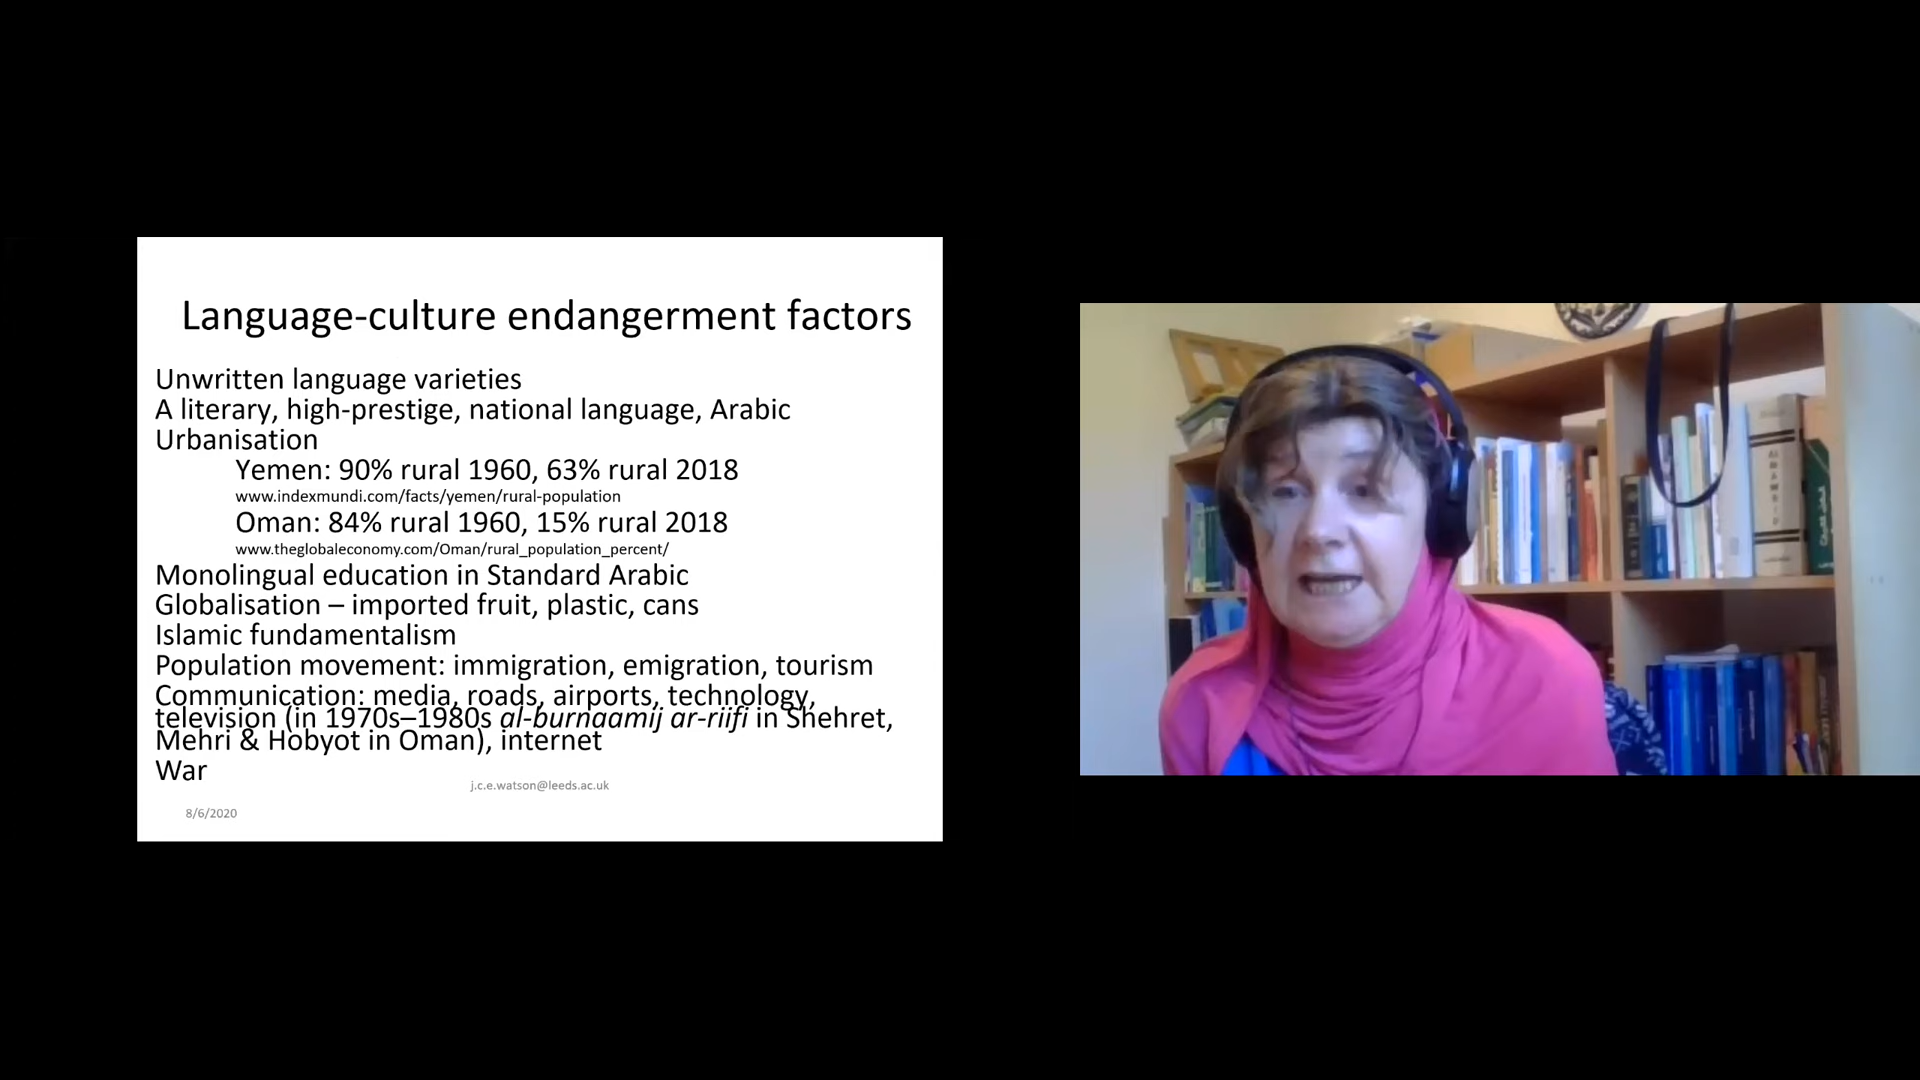 Language-culture endangerment factors
Unwritten language varieties
A literary, high-prestige, national language, Arabic
Urbanisation
Yemen: 90% rural 1960, 63% rural 2018
www.indexmundi.com/facts/yemen/rural-population
Oman: 84% rural 1960, 15% rural 2018
www.theglobaleconomy.com/Oman/rural_population_percent/
Monolingual education in Standard Arabic
Globalisation – imported fruit, plastic, cans
Islamic fundamentalism
Population movement: immigration, emigration, tourism
Communication: media, roads, airports, technology,
television (in 1970s–1980s al-burnaamij ar-riifi in Shehret,
Mehri & Hobyot in Oman), internet
War
j.c.e.watson@leeds.ac.uk
8/6/2020